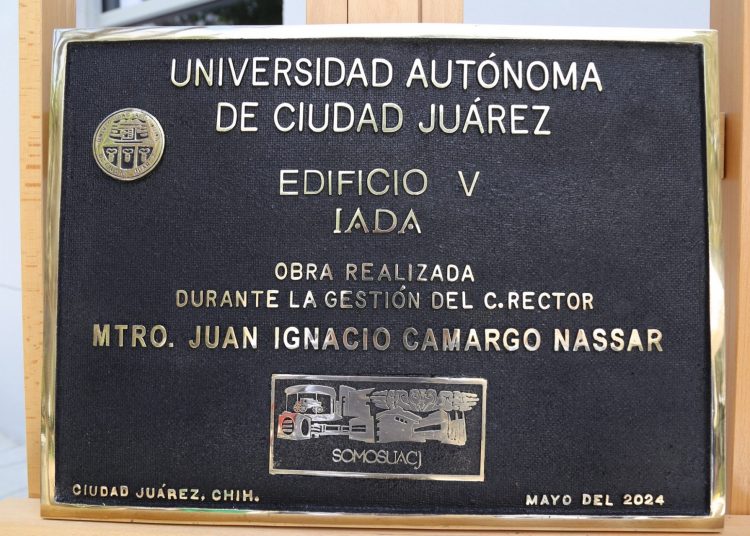 UNIVERSIDAD AUTÓNOMA
DE CIUDAD JUÁREZ
EDIFICIO V
IADA
OBRA REALIZADA
DURANTE LA GESTIÓN DEL C.RECTOR
MTRO. JUAN IGNACIO CAMARGO NASSAR
SOMOSUACJ
CIUDAD JUÁREZ, CHIH.
MAYO DEL 2024